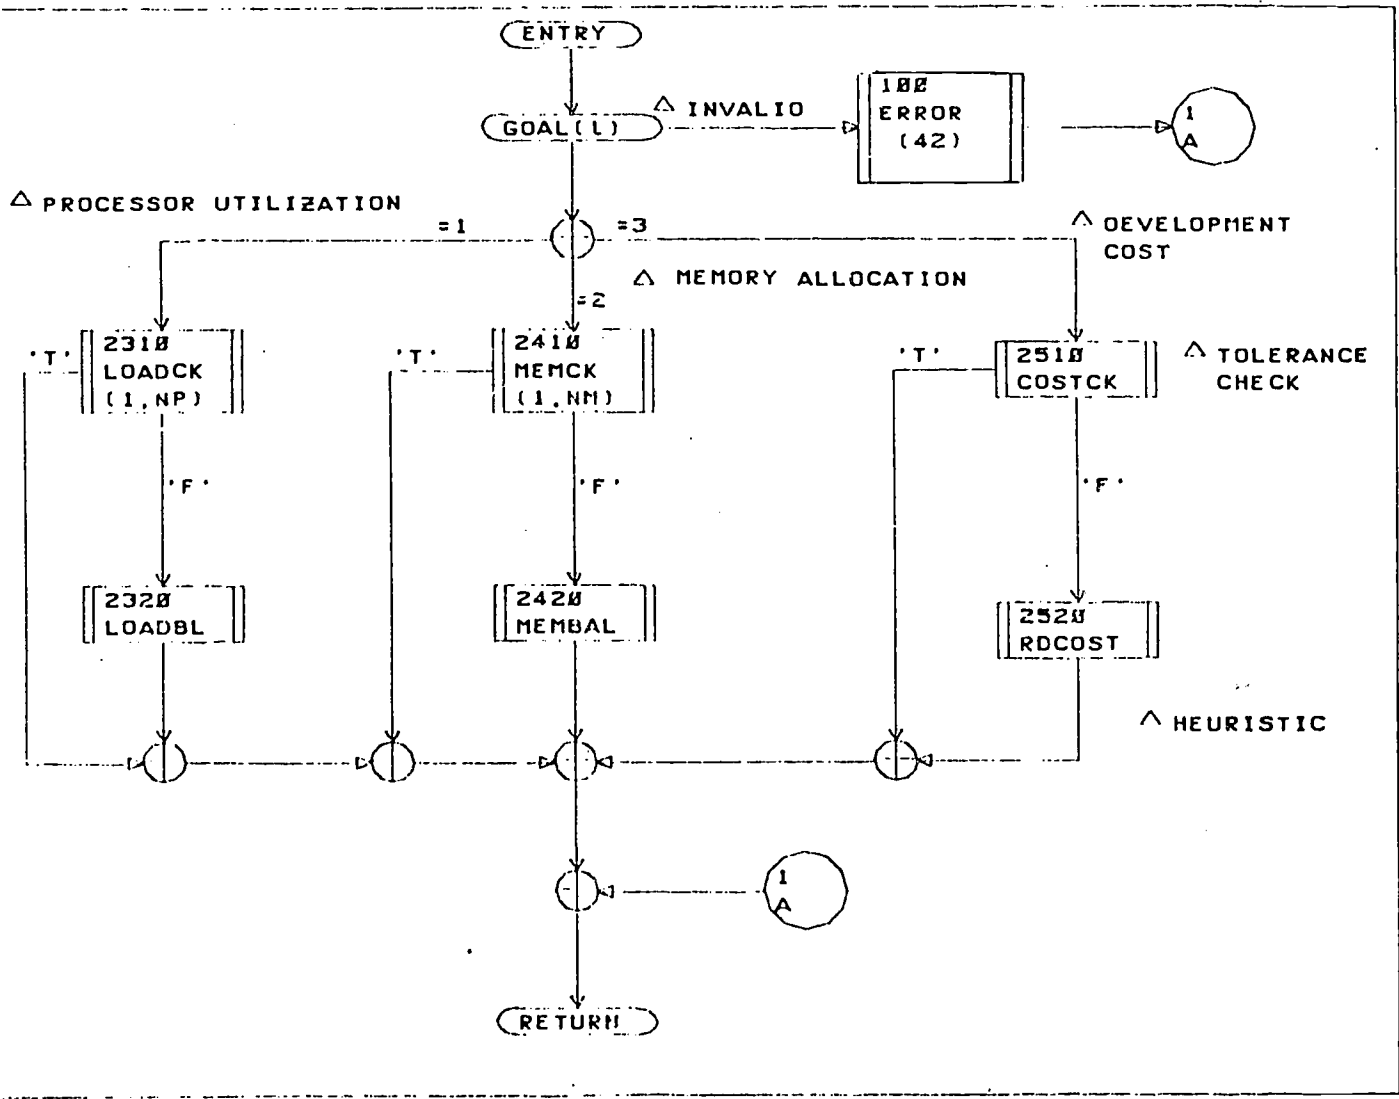 ENTRY
GOAL(L)
△ INVALID
100
ERROR
(42)
1
A
△ PROCESSOR UTILIZATION
=1
=3
△ DEVELOPMENT
COST
△ MEMORY ALLOCATION
=2
'T'
2310
LOADCK
(1,NP)
'T'
2410
MEMCK
(1,NM)
'T'
2510
COSTCK
△ TOLERANCE
CHECK
'F'
'F'
'F'
2320
LOADBL
2420
MEMBAL
2520
RDCOST
△ HEURISTIC
1
A
RETURN